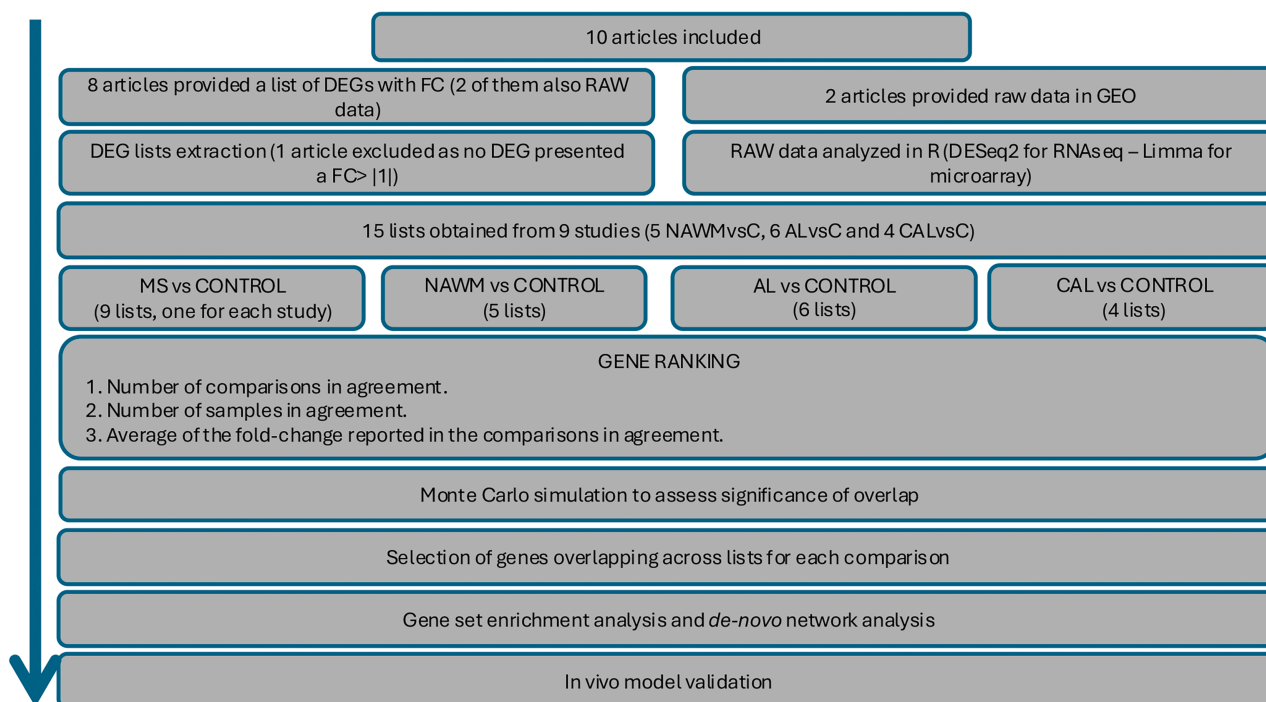 10 articles included
8 articles provided a list of DEGs with FC (2 of them also RAW
data)
2 articles provided raw data in GEO
DEG lists extraction (1 article excluded as no DEG presented
a FC> |1|)
RAW data analyzed in R (DESeq2 for RNAseq – Limma for
microarray)
15 lists obtained from 9 studies (5 NAWMvsC, 6 ALvsC and 4 CALvsC)
MS vs CONTROL
(9 lists, one for each study)
NAWM vs CONTROL
(5 lists)
AL vs CONTROL
(6 lists)
CAL vs CONTROL
(4 lists)
GENE RANKING
1. Number of comparisons in agreement.
2. Number of samples in agreement.
3. Average of the fold-change reported in the comparisons in agreement.
Monte Carlo simulation to assess significance of overlap
Selection of genes overlapping across lists for each comparison
Gene set enrichment analysis and de-novo network analysis
In vivo model validation